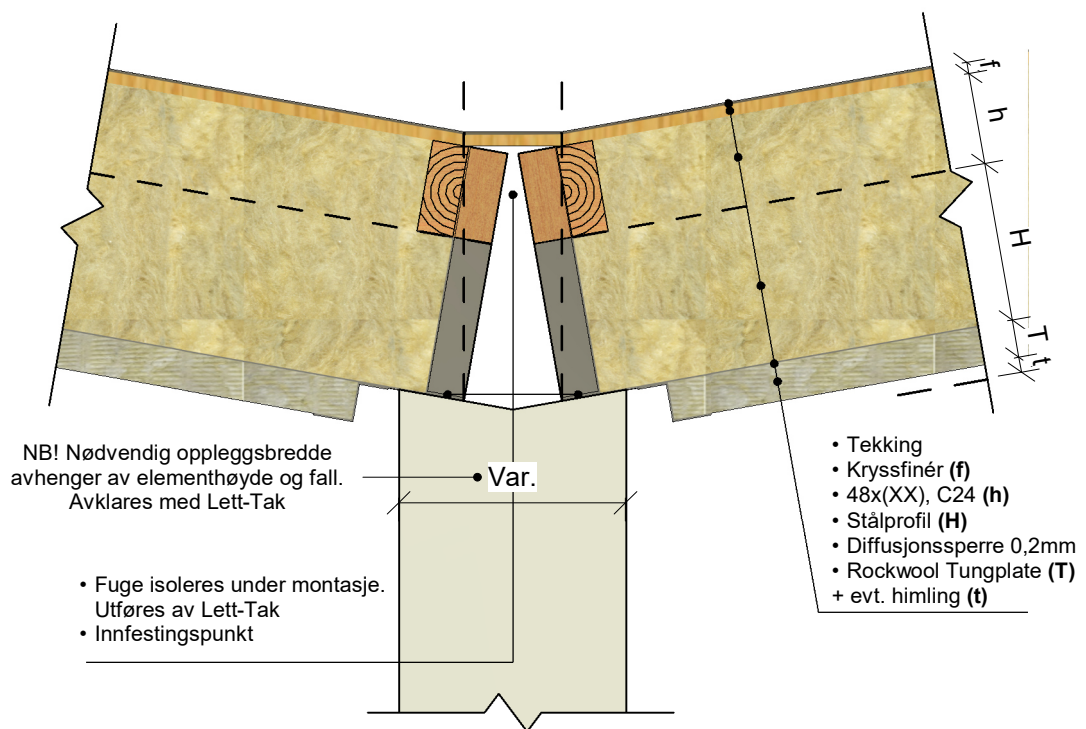 f
h
H
T
t
NB! Nødvendig oppleggsbredde
avhenger av elementhøyde og fall.
Avklares med Lett-Tak
Var.
• Fuge isoleres under montasje.
Utføres av Lett-Tak
• Innfestingspunkt
• Tekking
• Kryssfinér (f)
• 48x(XX), C24 (h)
• Stålprofil (H)
• Diffusjonssperre 0,2mm
• Rockwool Tungplate (T)
+ evt. himling (t)